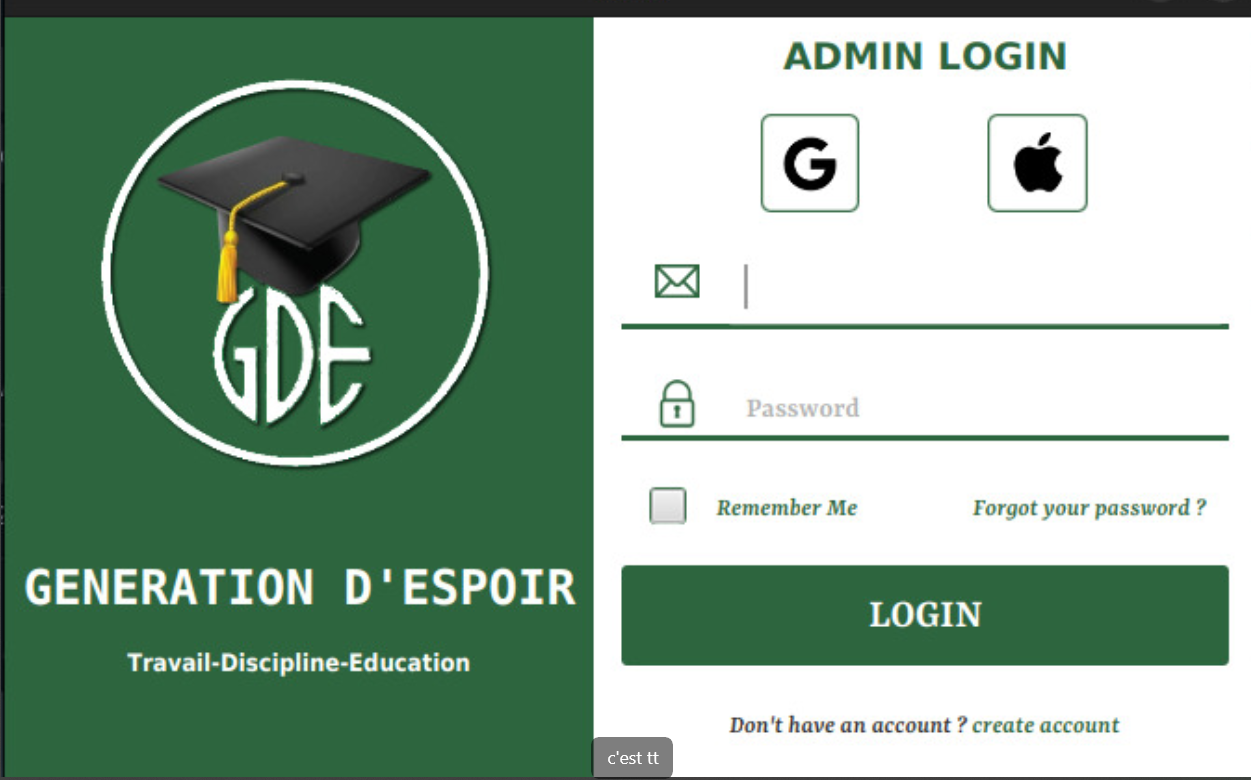 GDE
GENERATION D'ESPOIR
Travail-Discipline-Education
ADMIN LOGIN
G
Password
Remember Me
Forgot your password ?
LOGIN
Don't have an account ? create account
c'est tt